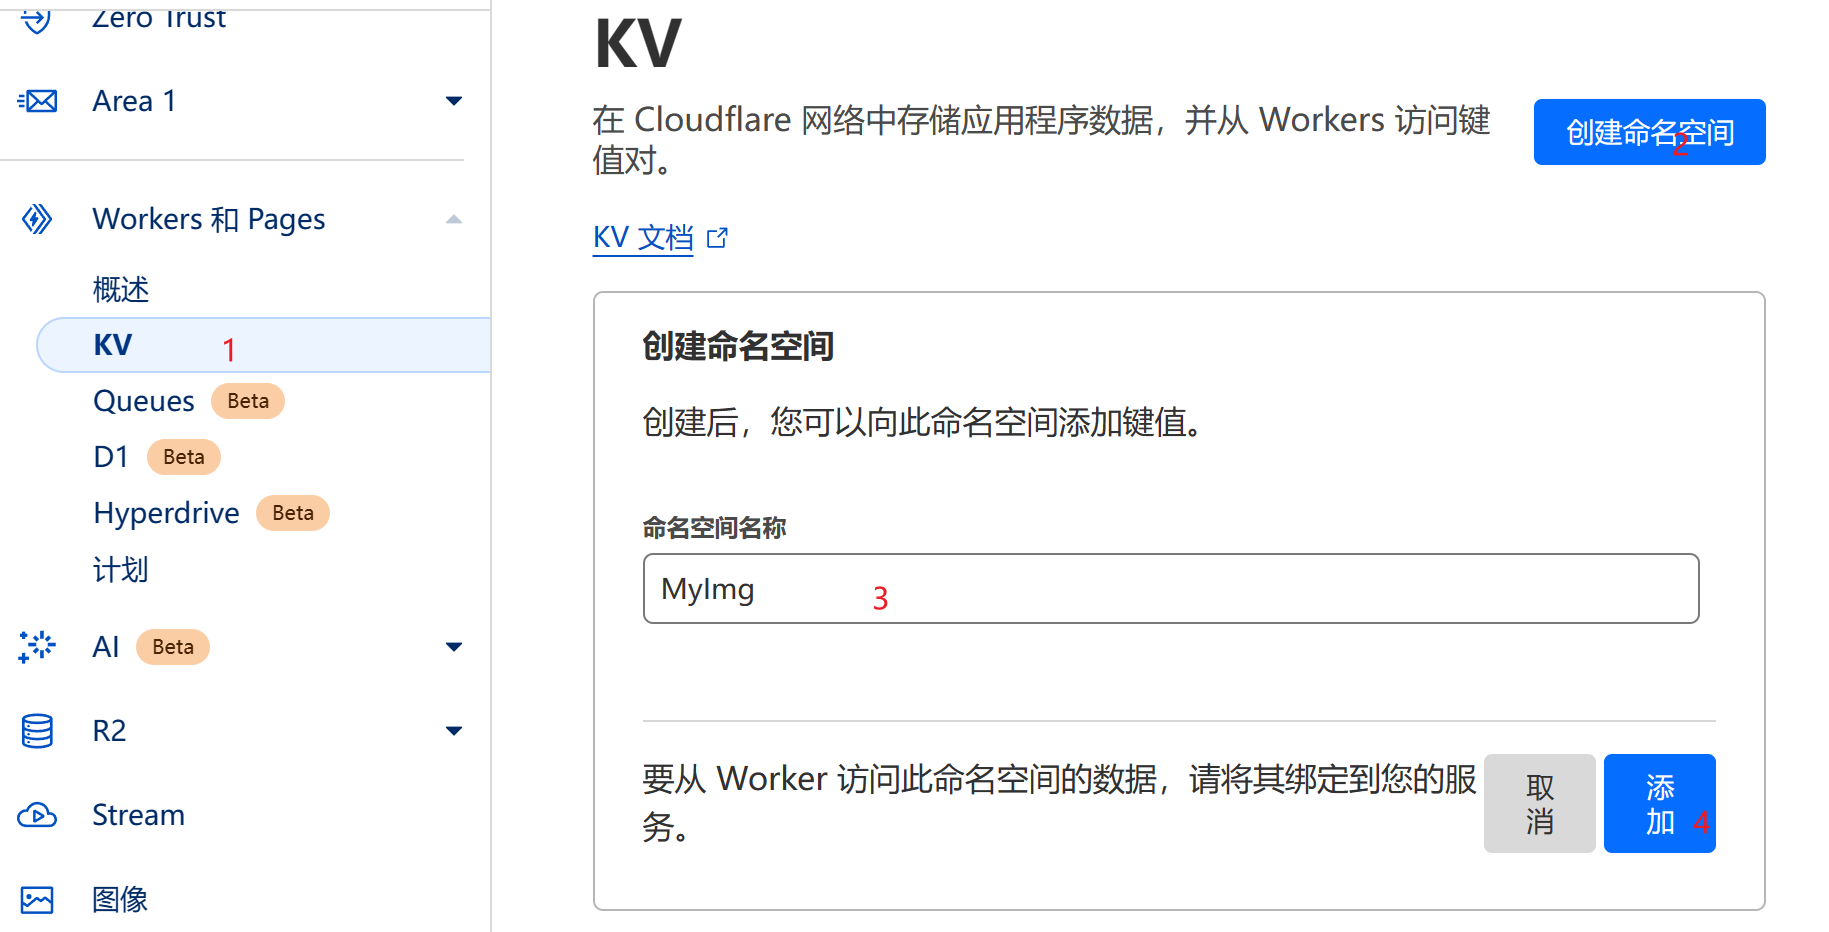 Zero Trust
Area 1
Workers 和 Pages
概述
KV 1
Queues Beta
D1 Beta
Hyperdrive Beta
计划
AI Beta
R2
Stream
图像
KV
在 Cloudflare 网络中存储应用程序数据，并从 Workers 访问键
值对。
创建命名空间 2
KV 文档
创建命名空间
创建后，您可以向此命名空间添加键值。
命名空间名称
MyImg 3
要从 Worker 访问此命名空间的数据，请将其绑定到您的服
务。
取
消
添
加 4